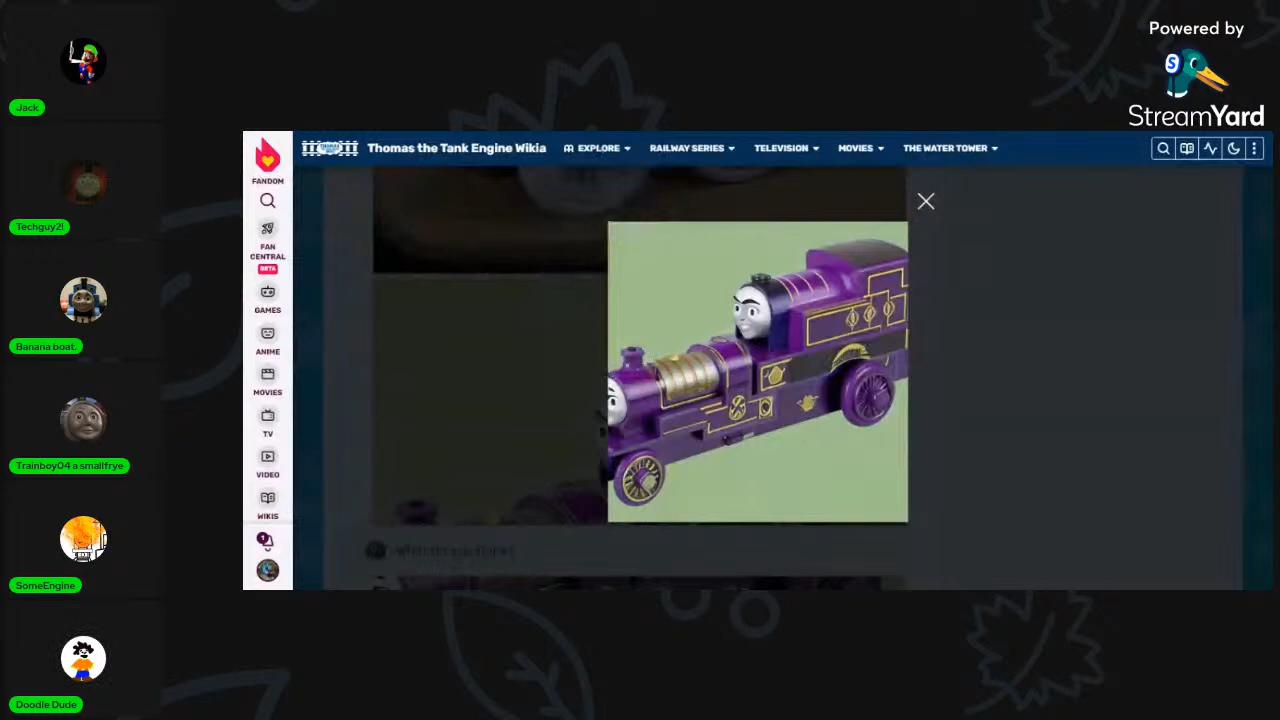 Powered by
StreamYard
Jack
Techguy2!
Banana boat.
Trainboy04 a smallfrye
SomeEngine
Doodle Dude
Thomas the Tank Engine Wikia
EXPLORE
RAILWAY SERIES
TELEVISION
MOVIES
THE WATER TOWER
FANDOM
FAN
CENTRAL
BETA
GAMES
ANIME
MOVIES
TV
VIDEO
WIKIS
1